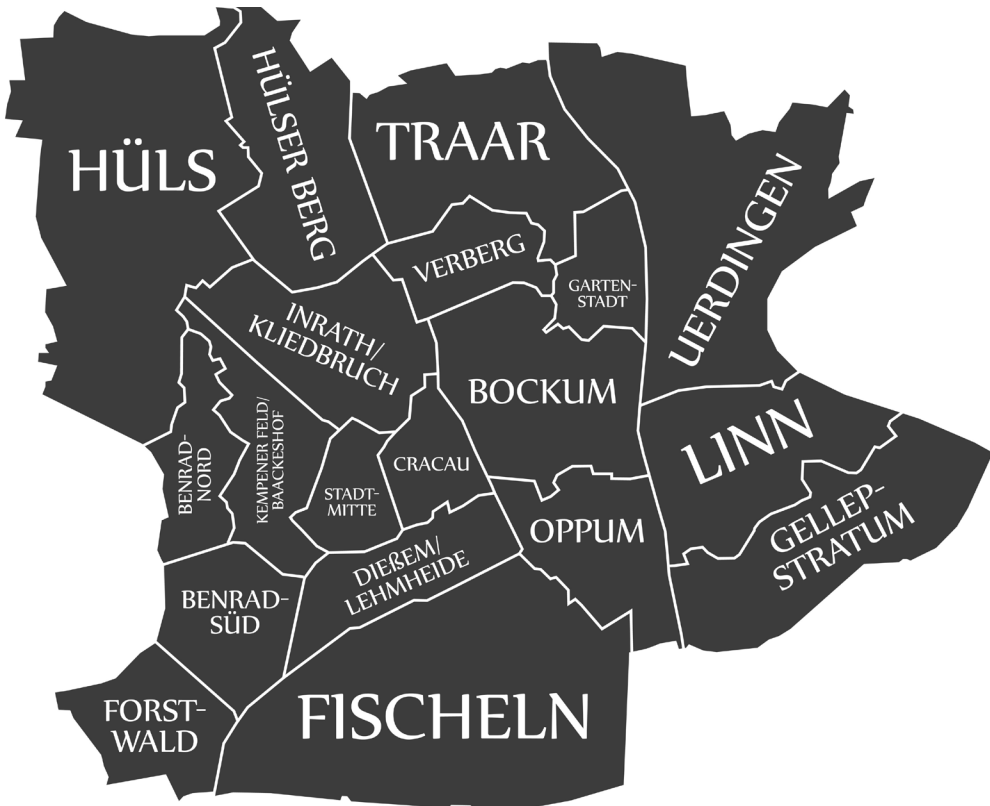 HÜLS
HÜLSER BERG
TRAAR
UERDINGEN
VERBERG
GARTEN-
STADT
INRATH/
KLIEDBRUCH
BOCKUM
LINN
BENRAD-
NORD
KEMPENER FELD/
BAACKESHOF
STADT-
MITTE
CRACAU
OPPUM
GELLEP-
STRATUM
DIEßEM/
LEHMHEIDE
BENRAD-
SÜD
FORST-
WALD
FISCHELN